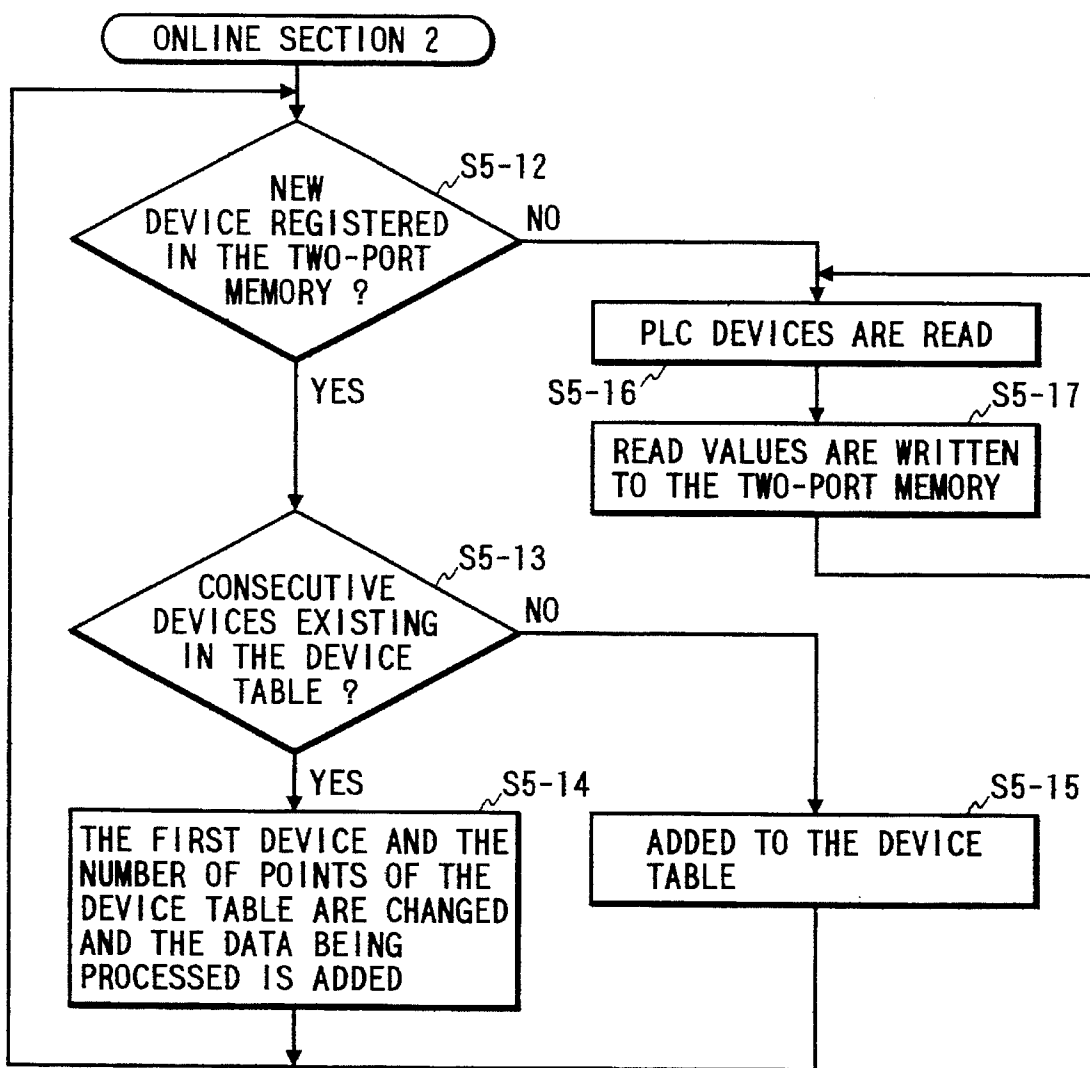 ONLINE SECTION 2
S5-12
NEW
DEVICE REGISTERED
IN THE TWO-PORT
MEMORY ?
NO
YES
PLC DEVICES ARE READ
S5-16
S5-17
READ VALUES ARE WRITTEN
TO THE TWO-PORT MEMORY
S5-13
CONSECUTIVE
DEVICES EXISTING
IN THE DEVICE
TABLE ?
NO
YES
S5-14
THE FIRST DEVICE AND THE
NUMBER OF POINTS OF THE
DEVICE TABLE ARE CHANGED
AND THE DATA BEING
PROCESSED IS ADDED
S5-15
ADDED TO THE DEVICE
TABLE